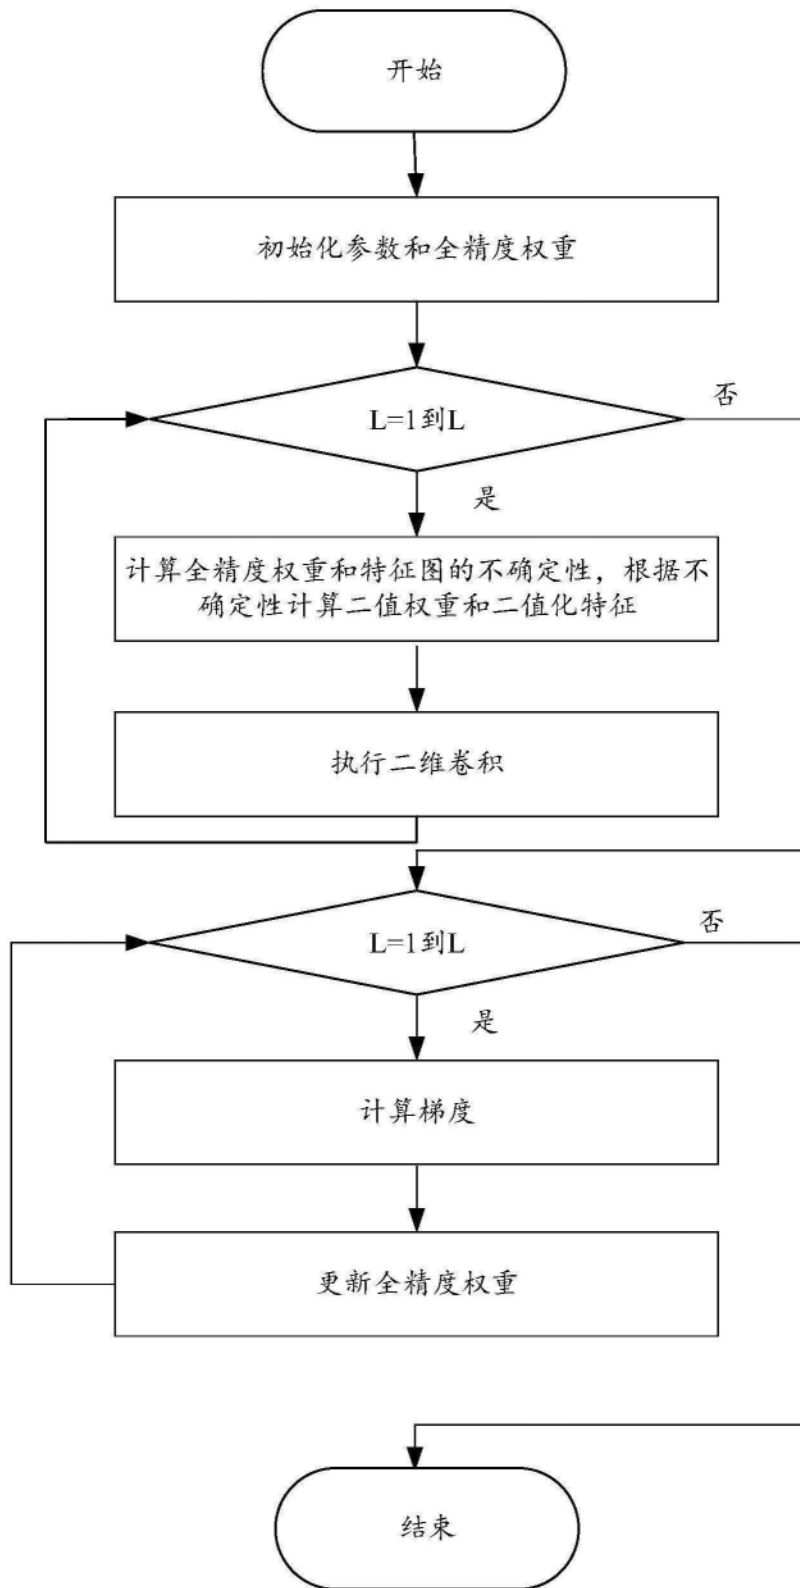 开始
初始化参数和全精度权重
L=1到L
否
是
计算全精度权重和特征图的不确定性，根据不
确定性计算二值权重和二值化特征
执行二维卷积
L=1到L
否
是
计算梯度
更新全精度权重
结束